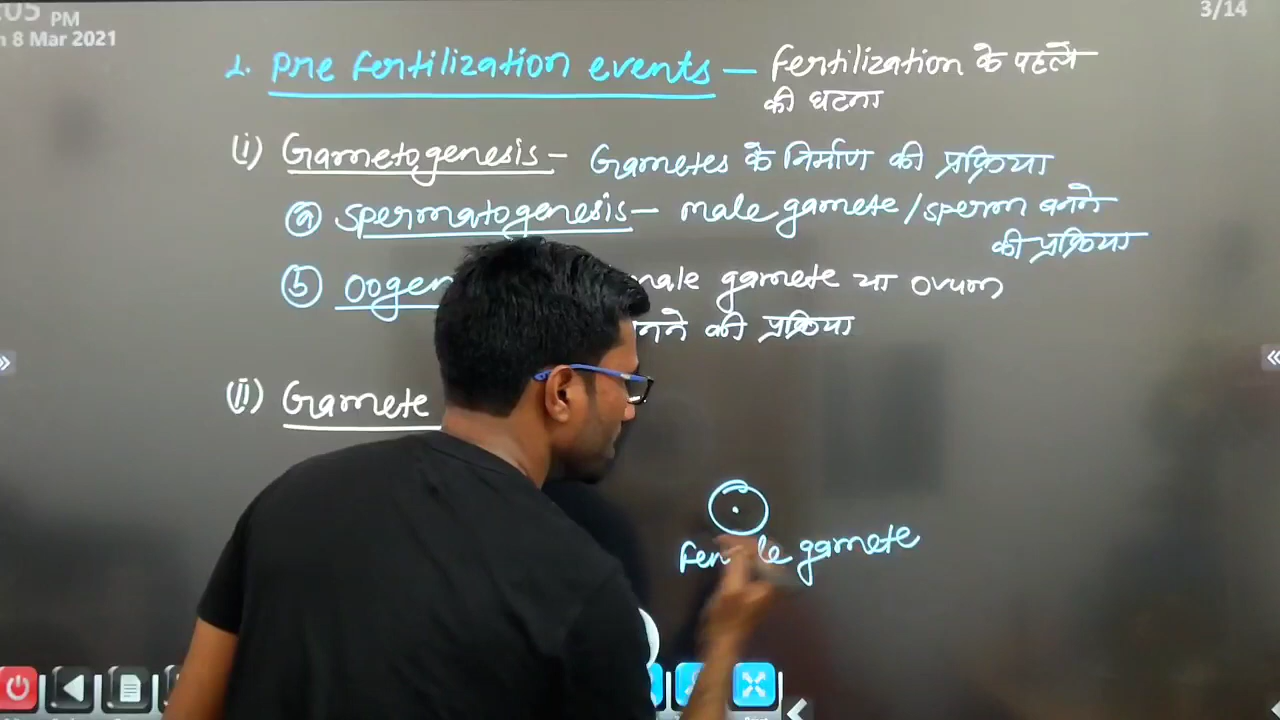 :05 PM
3/14
8 Mar 2021
1. Pre fertilization events – Fertilization के पहले
की घटना
(i) Gametogenesis – Gametes के निर्माण की प्रक्रिया
(a) Spermatogenesis – male gamete / sperm बनने
की प्रक्रिया
(b) oogen male gamete या ovum
नने की प्रक्रिया
(ii) Gamete
gamete